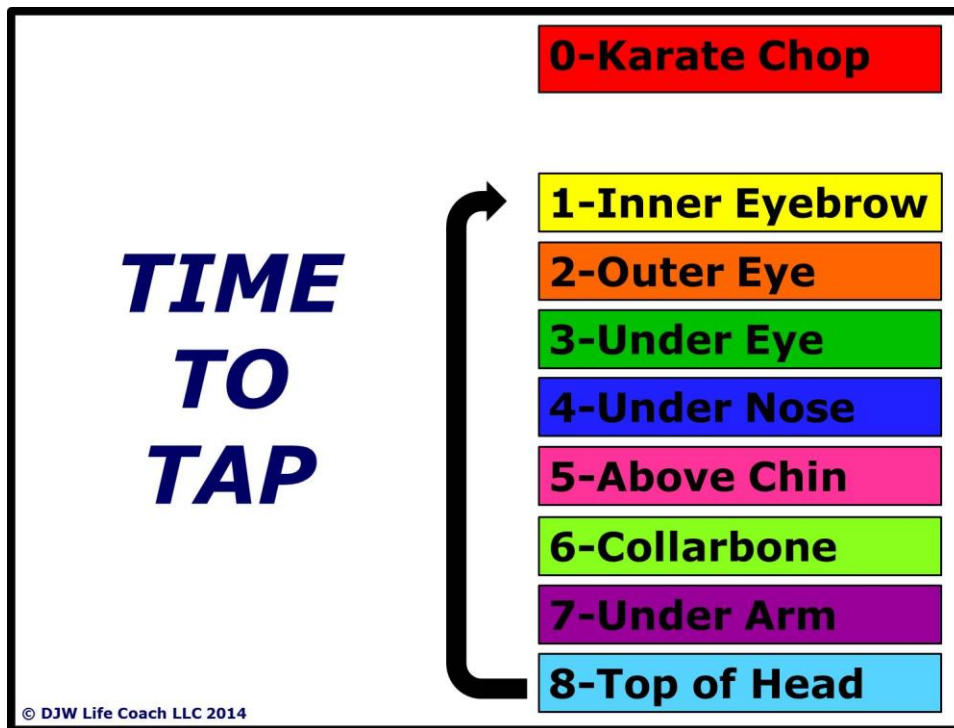 0-Karate Chop
TIME
TO
TAP
1-Inner Eyebrow
2-Outer Eye
3-Under Eye
4-Under Nose
5-Above Chin
6-Collarbone
7-Under Arm
8-Top of Head
© DJW Life Coach LLC 2014